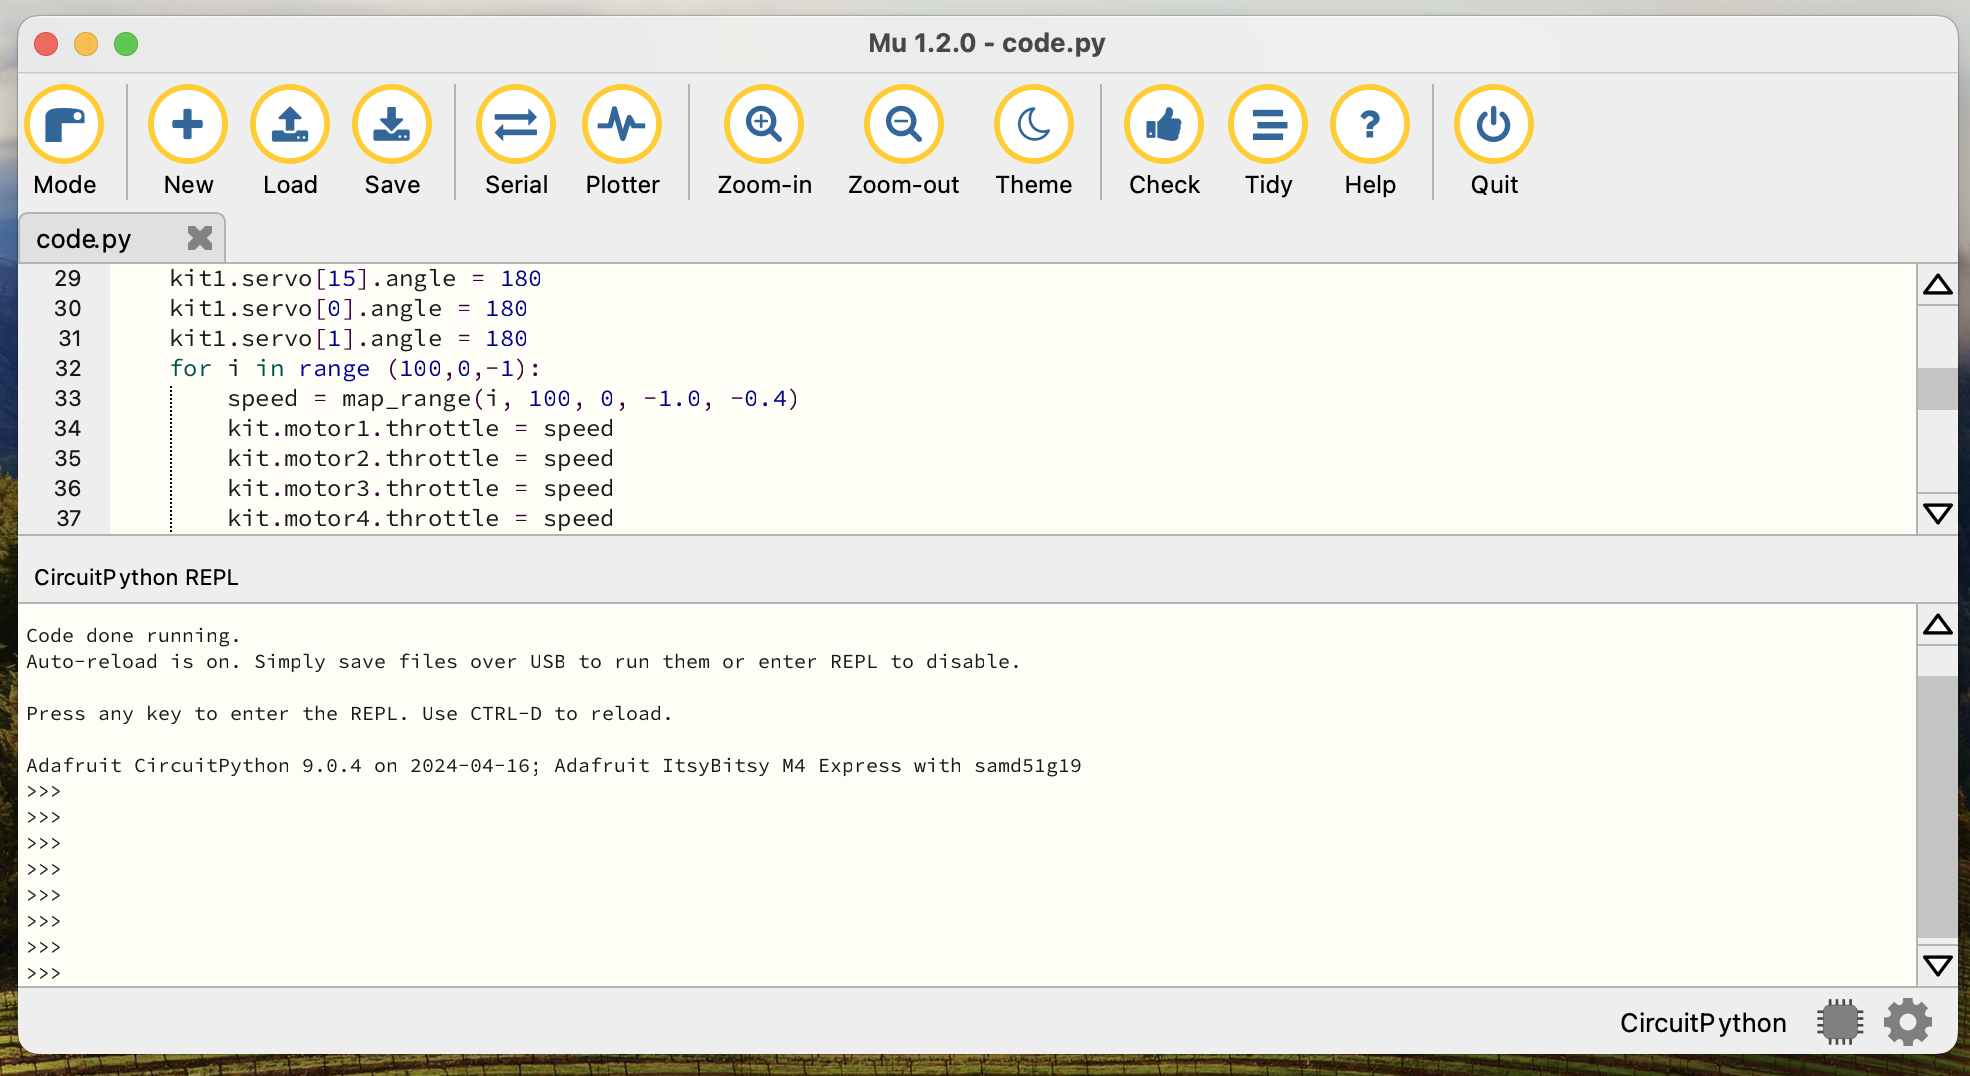 Mu 1.2.0 - code.py
Mode New Load Save Serial Plotter Zoom-in Zoom-out Theme Check Tidy Help Quit
code.py
29 kit1.servo[15].angle = 180
30 kit1.servo[0].angle = 180
31 kit1.servo[1].angle = 180
32 for i in range (100,0,-1):
33 speed = map_range(i, 100, 0, -1.0, -0.4)
34 kit.motor1.throttle = speed
35 kit.motor2.throttle = speed
36 kit.motor3.throttle = speed
37 kit.motor4.throttle = speed
CircuitPython REPL
Code done running.
Auto-reload is on. Simply save files over USB to run them or enter REPL to disable.
Press any key to enter the REPL. Use CTRL-D to reload.
Adafruit CircuitPython 9.0.4 on 2024-04-16; Adafruit ItsyBitsy M4 Express with samd51g19
>>>
>>>
>>>
>>>
>>>
>>>
>>>
>>>
CircuitPython